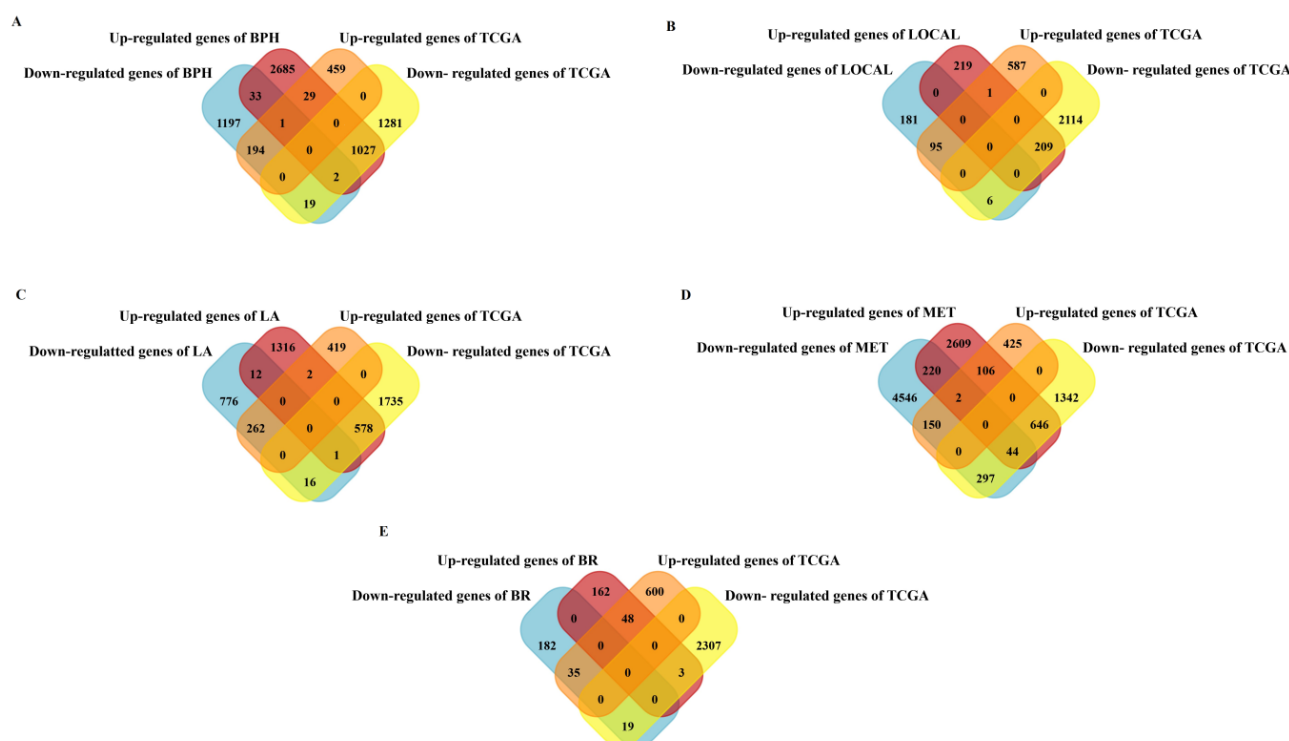 A
Up-regulated genes of BPH Up-regulated genes of TCGA
Down-regulated genes of BPH Down- regulated genes of TCGA
2685 459
33 29 0
1197 1 0 1281
194 0 1027
0 2
19
B
Up-regulated genes of LOCAL Up-regulated genes of TCGA
Down-regulated genes of LOCAL Down- regulated genes of TCGA
219 587
0 1 0
181 0 0 2114
95 0 209
0 0
6
C
Up-regulated genes of LA Up-regulated genes of TCGA
Down-regulatted genes of LA Down- regulated genes of TCGA
1316 419
12 2 0
776 0 0 1735
262 0 578
0 1
16
D
Up-regulated genes of MET Up-regulated genes of TCGA
Down-regulated genes of MET Down- regulated genes of TCGA
2609 425
220 106 0
4546 2 0 1342
150 0 646
0 44
297
E
Up-regulated genes of BR Up-regulated genes of TCGA
Down-regulated genes of BR Down- regulated genes of TCGA
162 600
0 48 0
182 0 0 2307
35 0 3
0 0
19